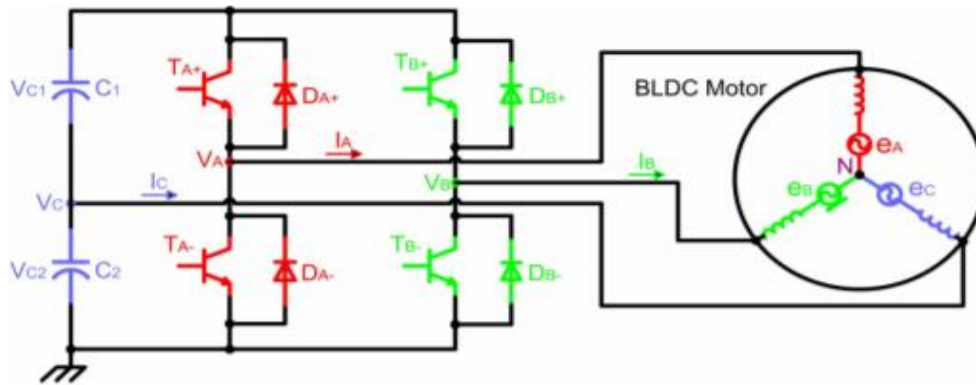 TA+
TB+
BLDC Motor
VC1
C1
DA+
DB+
IA
eA
VA
IB
N
IC
VB
eB
eC
VC
TA-
TB-
VC2
C2
DA-
DB-